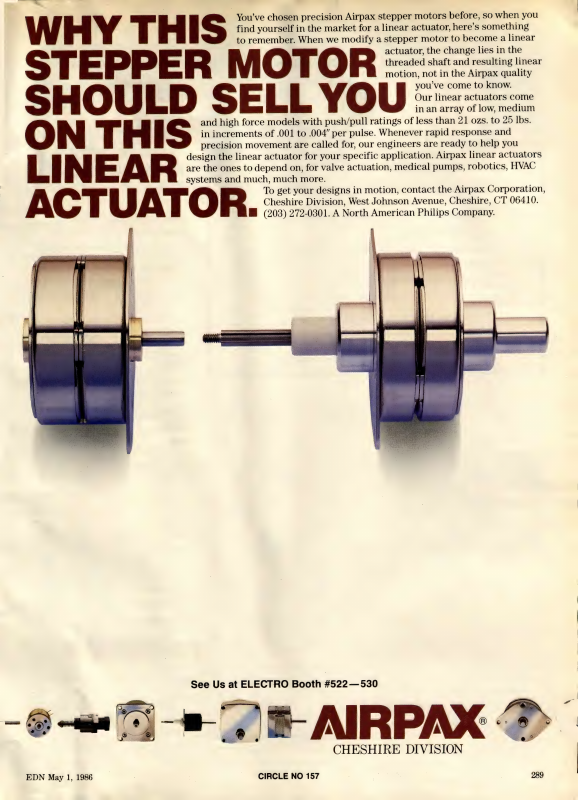 WHY THIS
STEPPER MOTOR
SHOULD SELL YOU
ON THIS
LINEAR
ACTUATOR.
You've chosen precision Airpax stepper motors before, so when you
find yourself in the market for a linear actuator, here's something
to remember. When we modify a stepper motor to become a linear
actuator, the change lies in the
threaded shaft and resulting linear
motion, not in the Airpax quality
you've come to know.
Our linear actuators come
in an array of low, medium
and high force models with push/pull ratings of less than 21 ozs. to 25 lbs.
in increments of .001 to .004" per pulse. Whenever rapid response and
precision movement are called for, our engineers are ready to help you
design the linear actuator for your specific application. Airpax linear actuators
are the ones to depend on, for valve actuation, medical pumps, robotics, HVAC
systems and much, much more.
To get your designs in motion, contact the Airpax Corporation,
Cheshire Division, West Johnson Avenue, Cheshire, CT 06410.
(203) 272-0301. A North American Philips Company.
See Us at ELECTRO Booth #522—530
AIRPAX®
CHESHIRE DIVISION
EDN May 1, 1986
CIRCLE NO 157
289